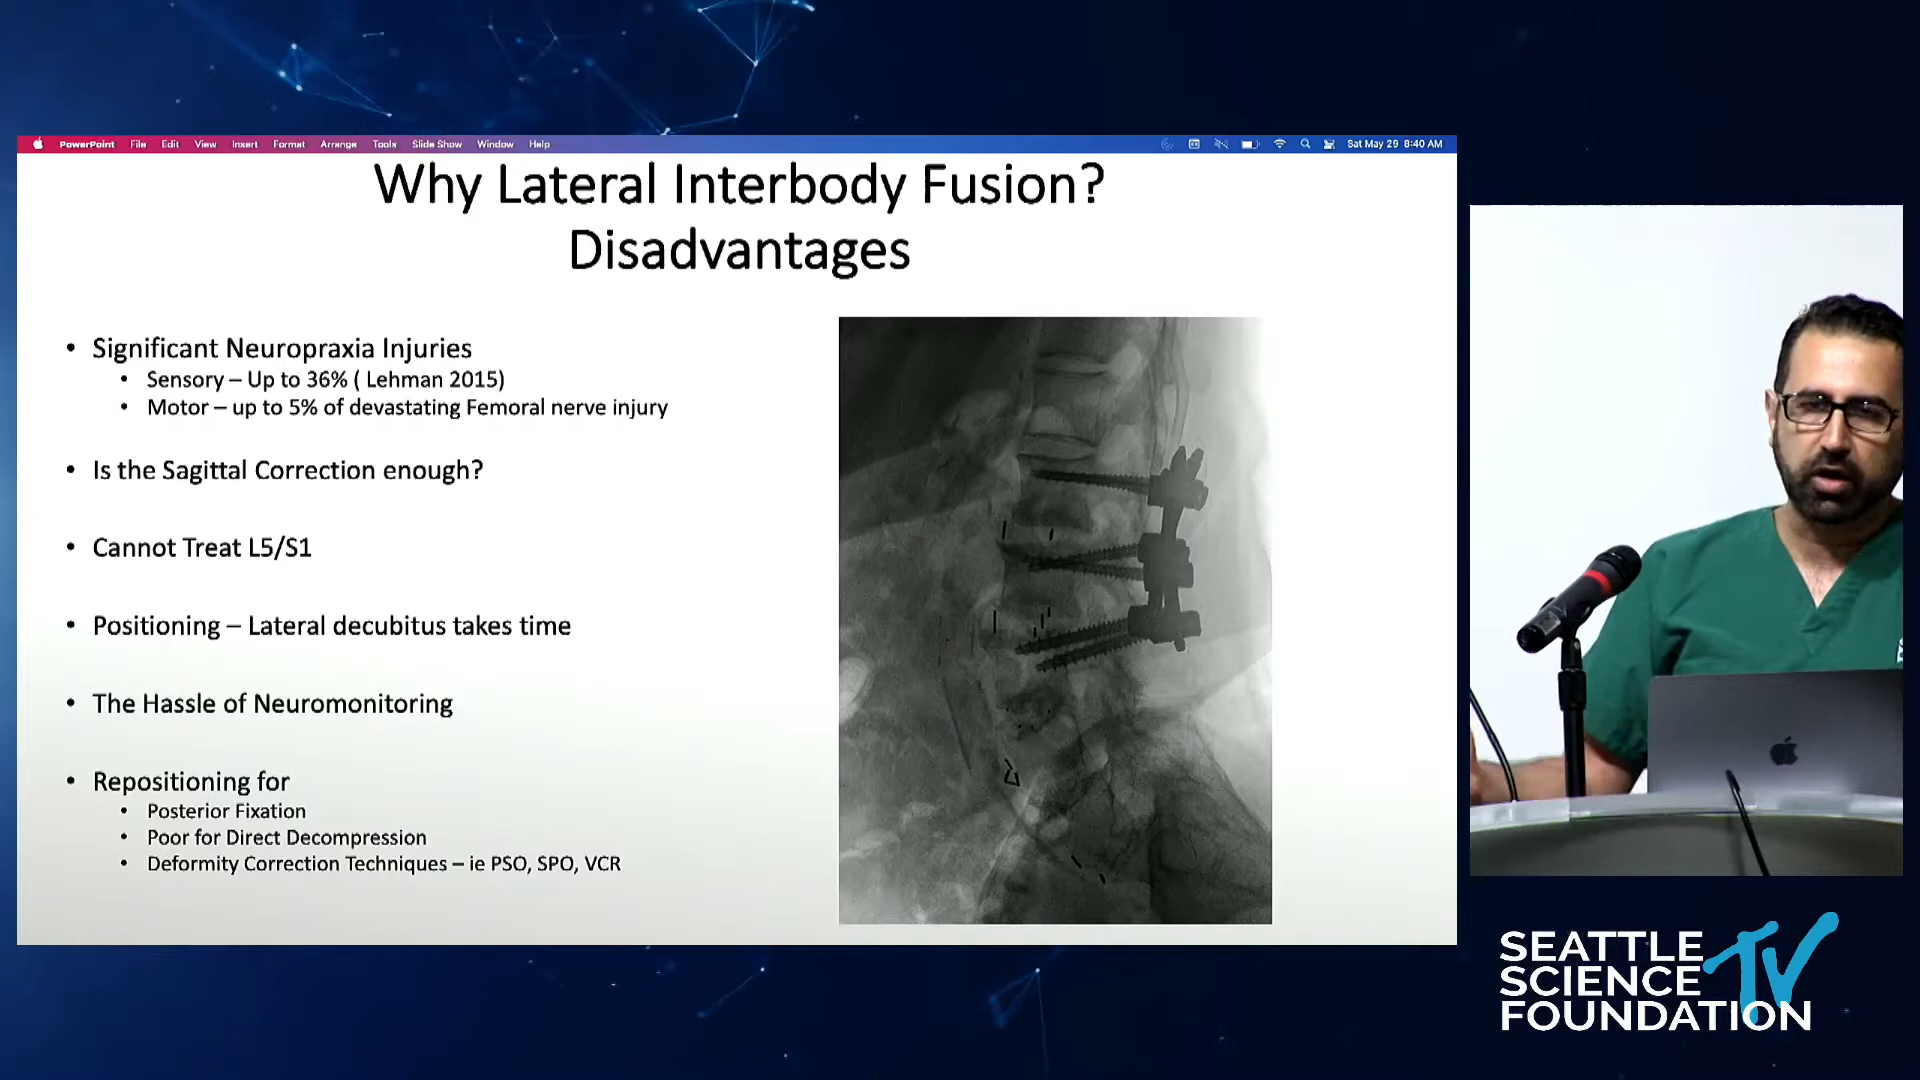 PowerPoint File Edit View Insert Format Arrange Tools Slide Show Window Help Sat May 29 8:40 AM
Why Lateral Interbody Fusion?
Disadvantages
• Significant Neuropraxia Injuries
• Sensory – Up to 36% ( Lehman 2015)
• Motor – up to 5% of devastating Femoral nerve injury
• Is the Sagittal Correction enough?
• Cannot Treat L5/S1
• Positioning – Lateral decubitus takes time
• The Hassle of Neuromonitoring
• Repositioning for
• Posterior Fixation
• Poor for Direct Decompression
• Deformity Correction Techniques – ie PSO, SPO, VCR
SEATTLE
SCIENCE TV
FOUNDATION